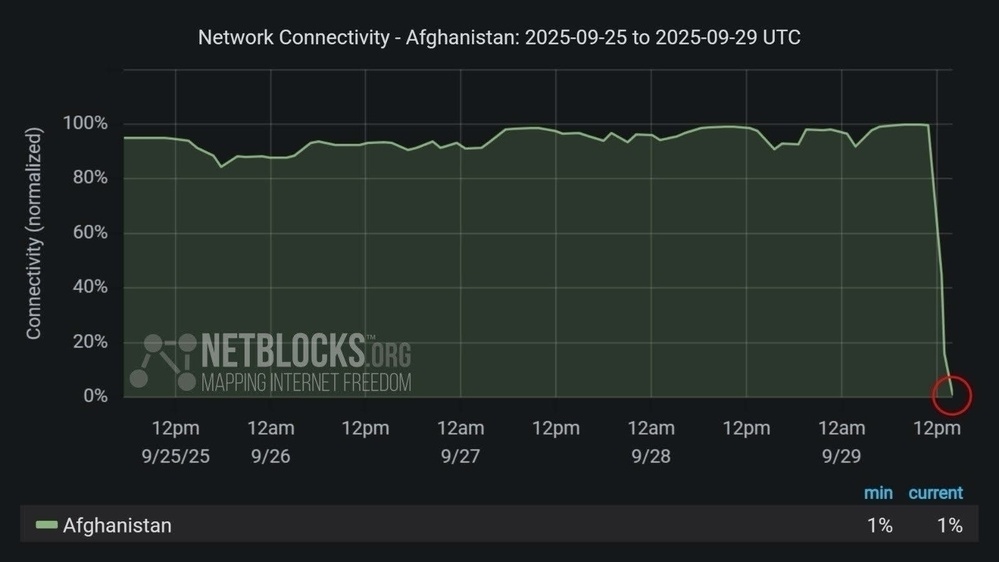 Network Connectivity - Afghanistan: 2025-09-25 to 2025-09-29 UTC
Connectivity (normalized)
100%
80%
60%
40%
20%
0%
NETBLOCKS.ORG™
MAPPING INTERNET FREEDOM
12pm 12am 12pm 12am 12pm 12am 12pm 12am 12pm
9/25/25 9/26 9/27 9/28 9/29
min current
Afghanistan 1% 1%